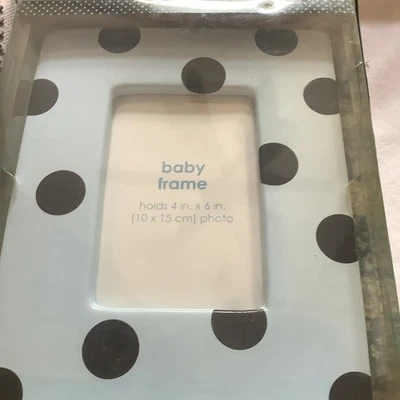 baby
frame
holds 4 in. x 6 in.
(10 x 15 cm) photo